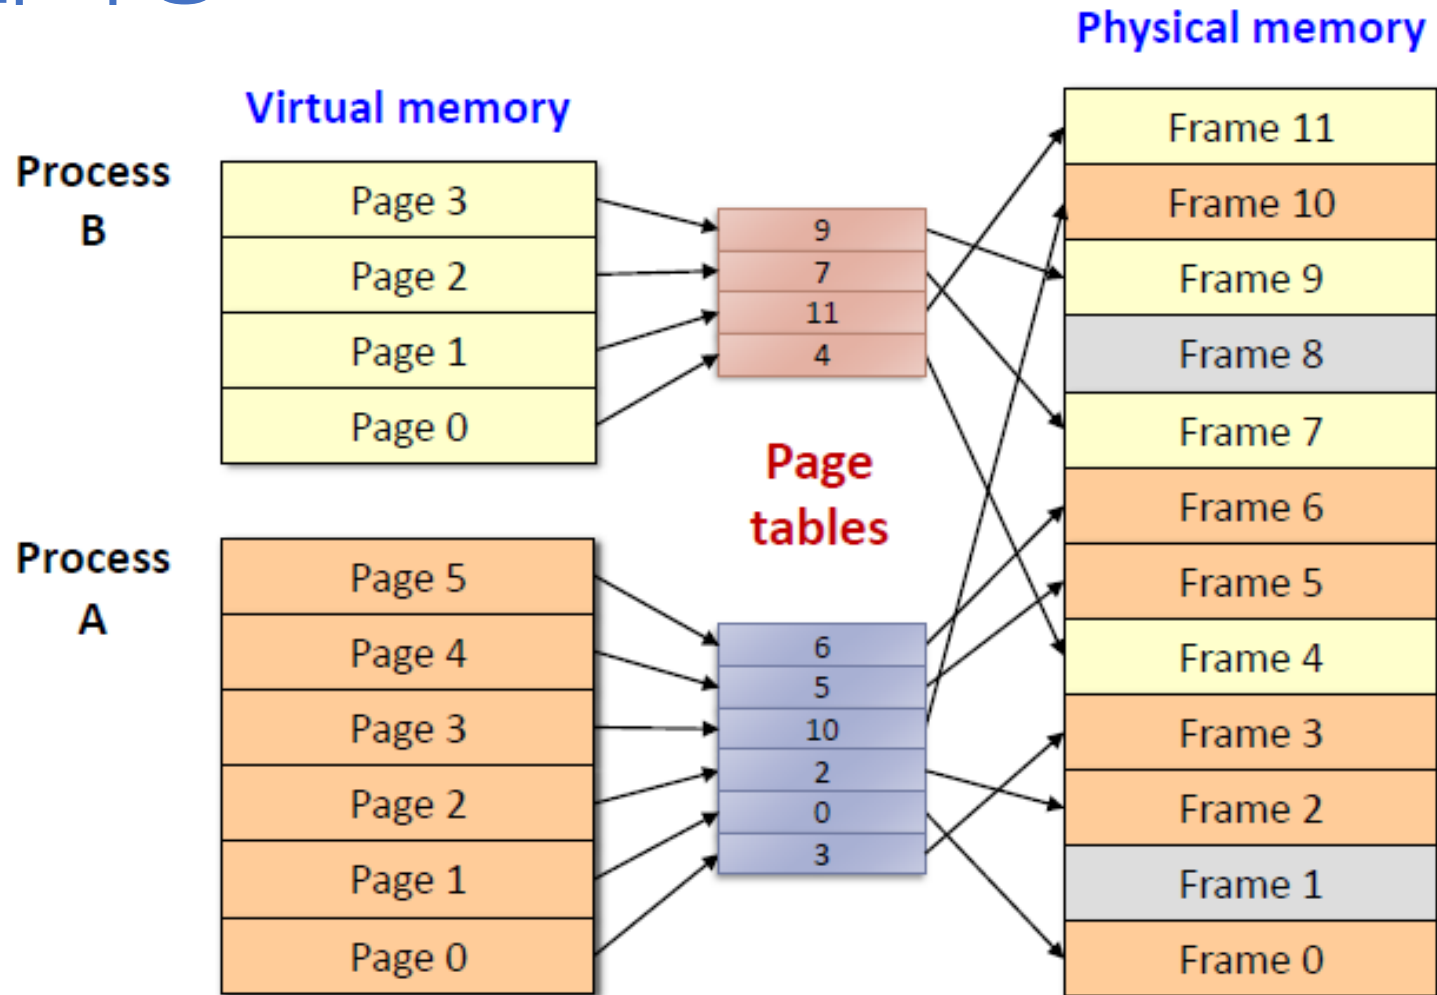 Physical memory
Virtual memory
Process
B
Page 3
Page 2
Page 1
Page 0
9
7
11
4
Page
tables
Process
A
Page 5
Page 4
Page 3
Page 2
Page 1
Page 0
6
5
10
2
0
3
Frame 11
Frame 10
Frame 9
Frame 8
Frame 7
Frame 6
Frame 5
Frame 4
Frame 3
Frame 2
Frame 1
Frame 0